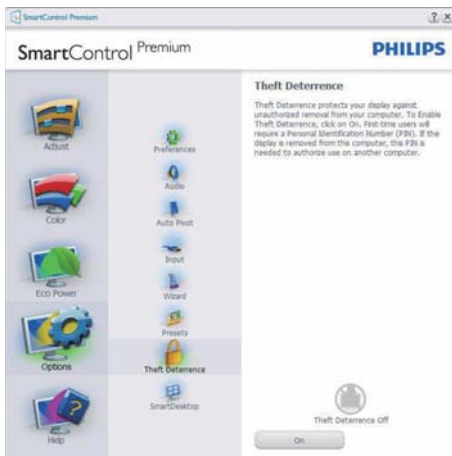 SmartControl Premium
SmartControl Premium
PHILIPS
Adjust
Color
Eco Power
Options
Help
Preferences
Audio
Auto Pivot
Input
Wizard
Presets
Theft Deterrence
SmartDesktop
Theft Deterrence
Theft Deterrence protects your display against
unauthorized removal from your computer. To Enable
Theft Deterrence, click on On. First-time users will
require a Personal Identification Number (PIN). If the
display is removed from this computer, this PIN is
needed to authorize use on another computer.
Theft Deterrence Off
On